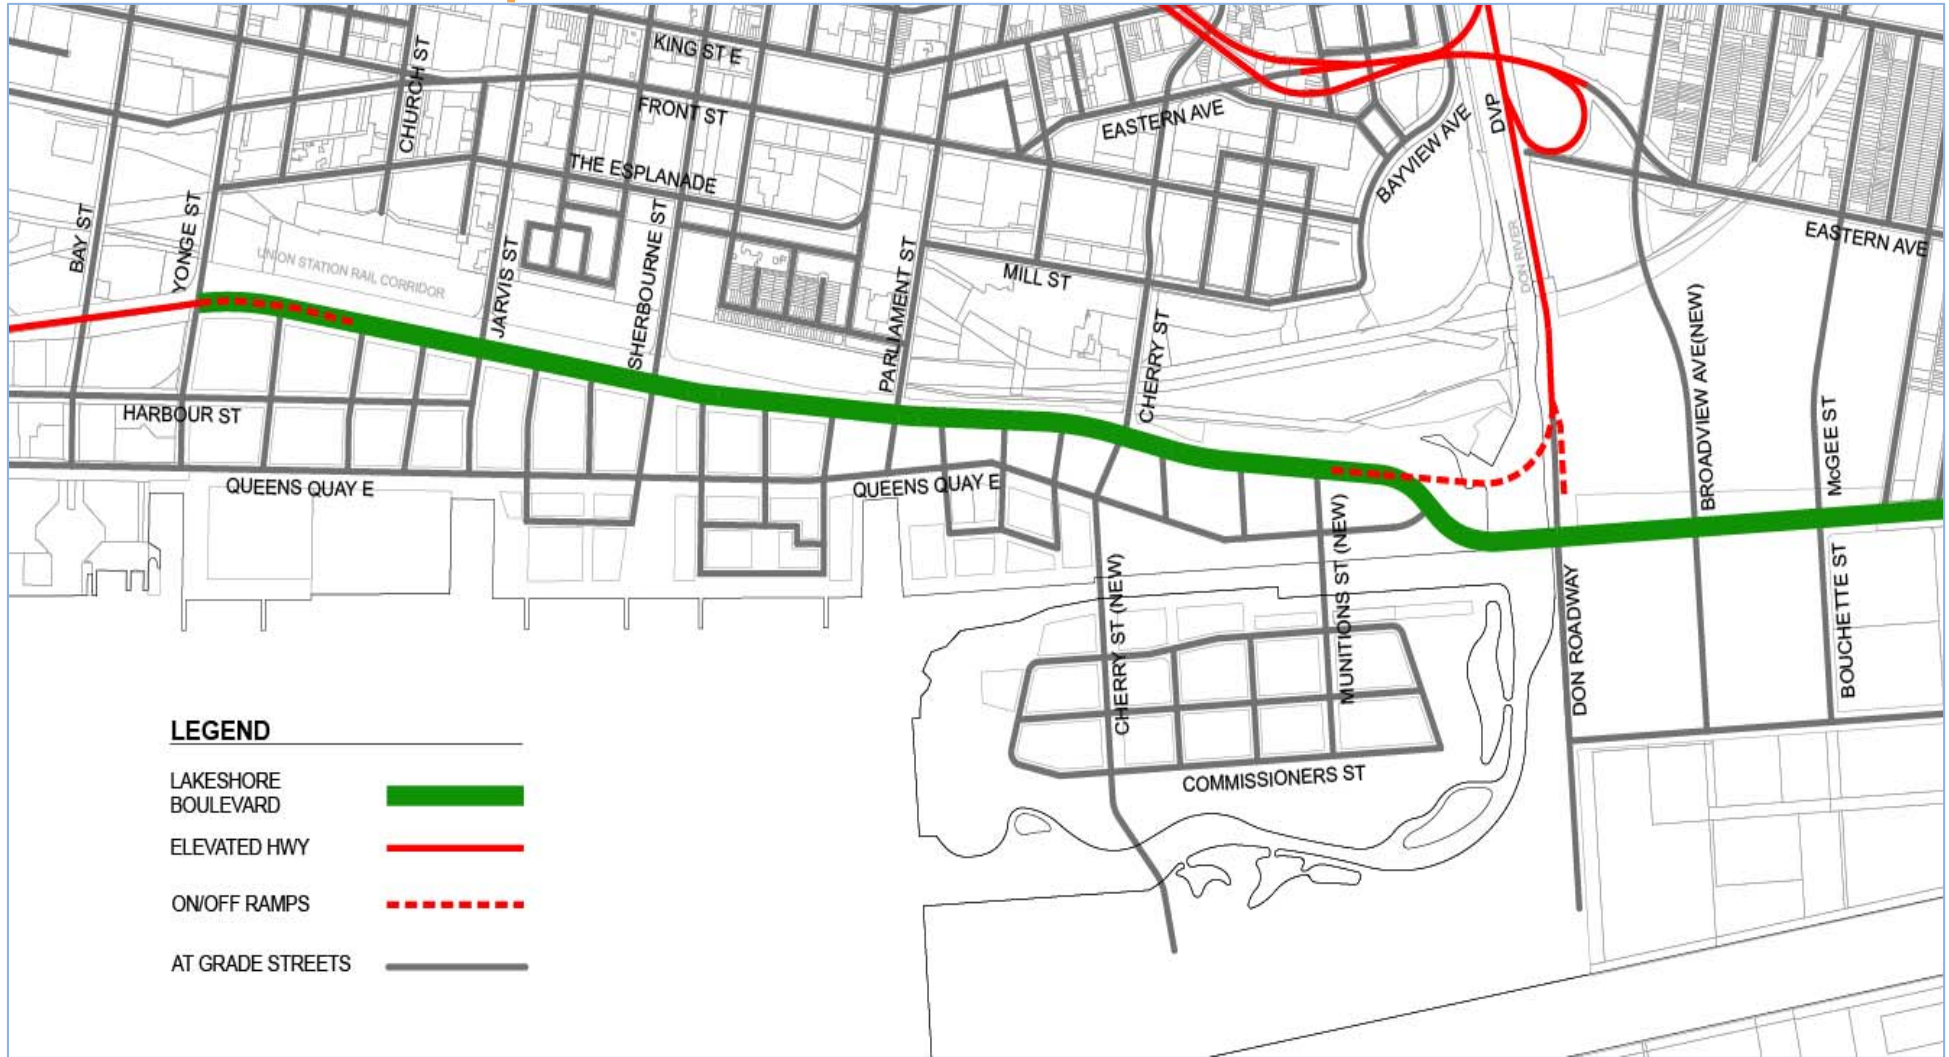 KING ST E
CHURCH ST
FRONT ST
EASTERN AVE
DVP
THE ESPLANADE
BAYVIEW AVE
BAY ST
YONGE ST
UNION STATION RAIL CORRIDOR
JARVIS ST
SHERBOURNE ST
PARLIAMENT ST
MILL ST
CHERRY ST
DON RIVER
EASTERN AVE
BROADVIEW AVE(NEW)
McGEE ST
HARBOUR ST
QUEENS QUAY E
QUEENS QUAY E
CHERRY ST (NEW)
MUNITIONS ST (NEW)
DON ROADWAY
BOUCHETTE ST
COMMISSIONERS ST
LEGEND
LAKESHORE
BOULEVARD
ELEVATED HWY
ON/OFF RAMPS
AT GRADE STREETS